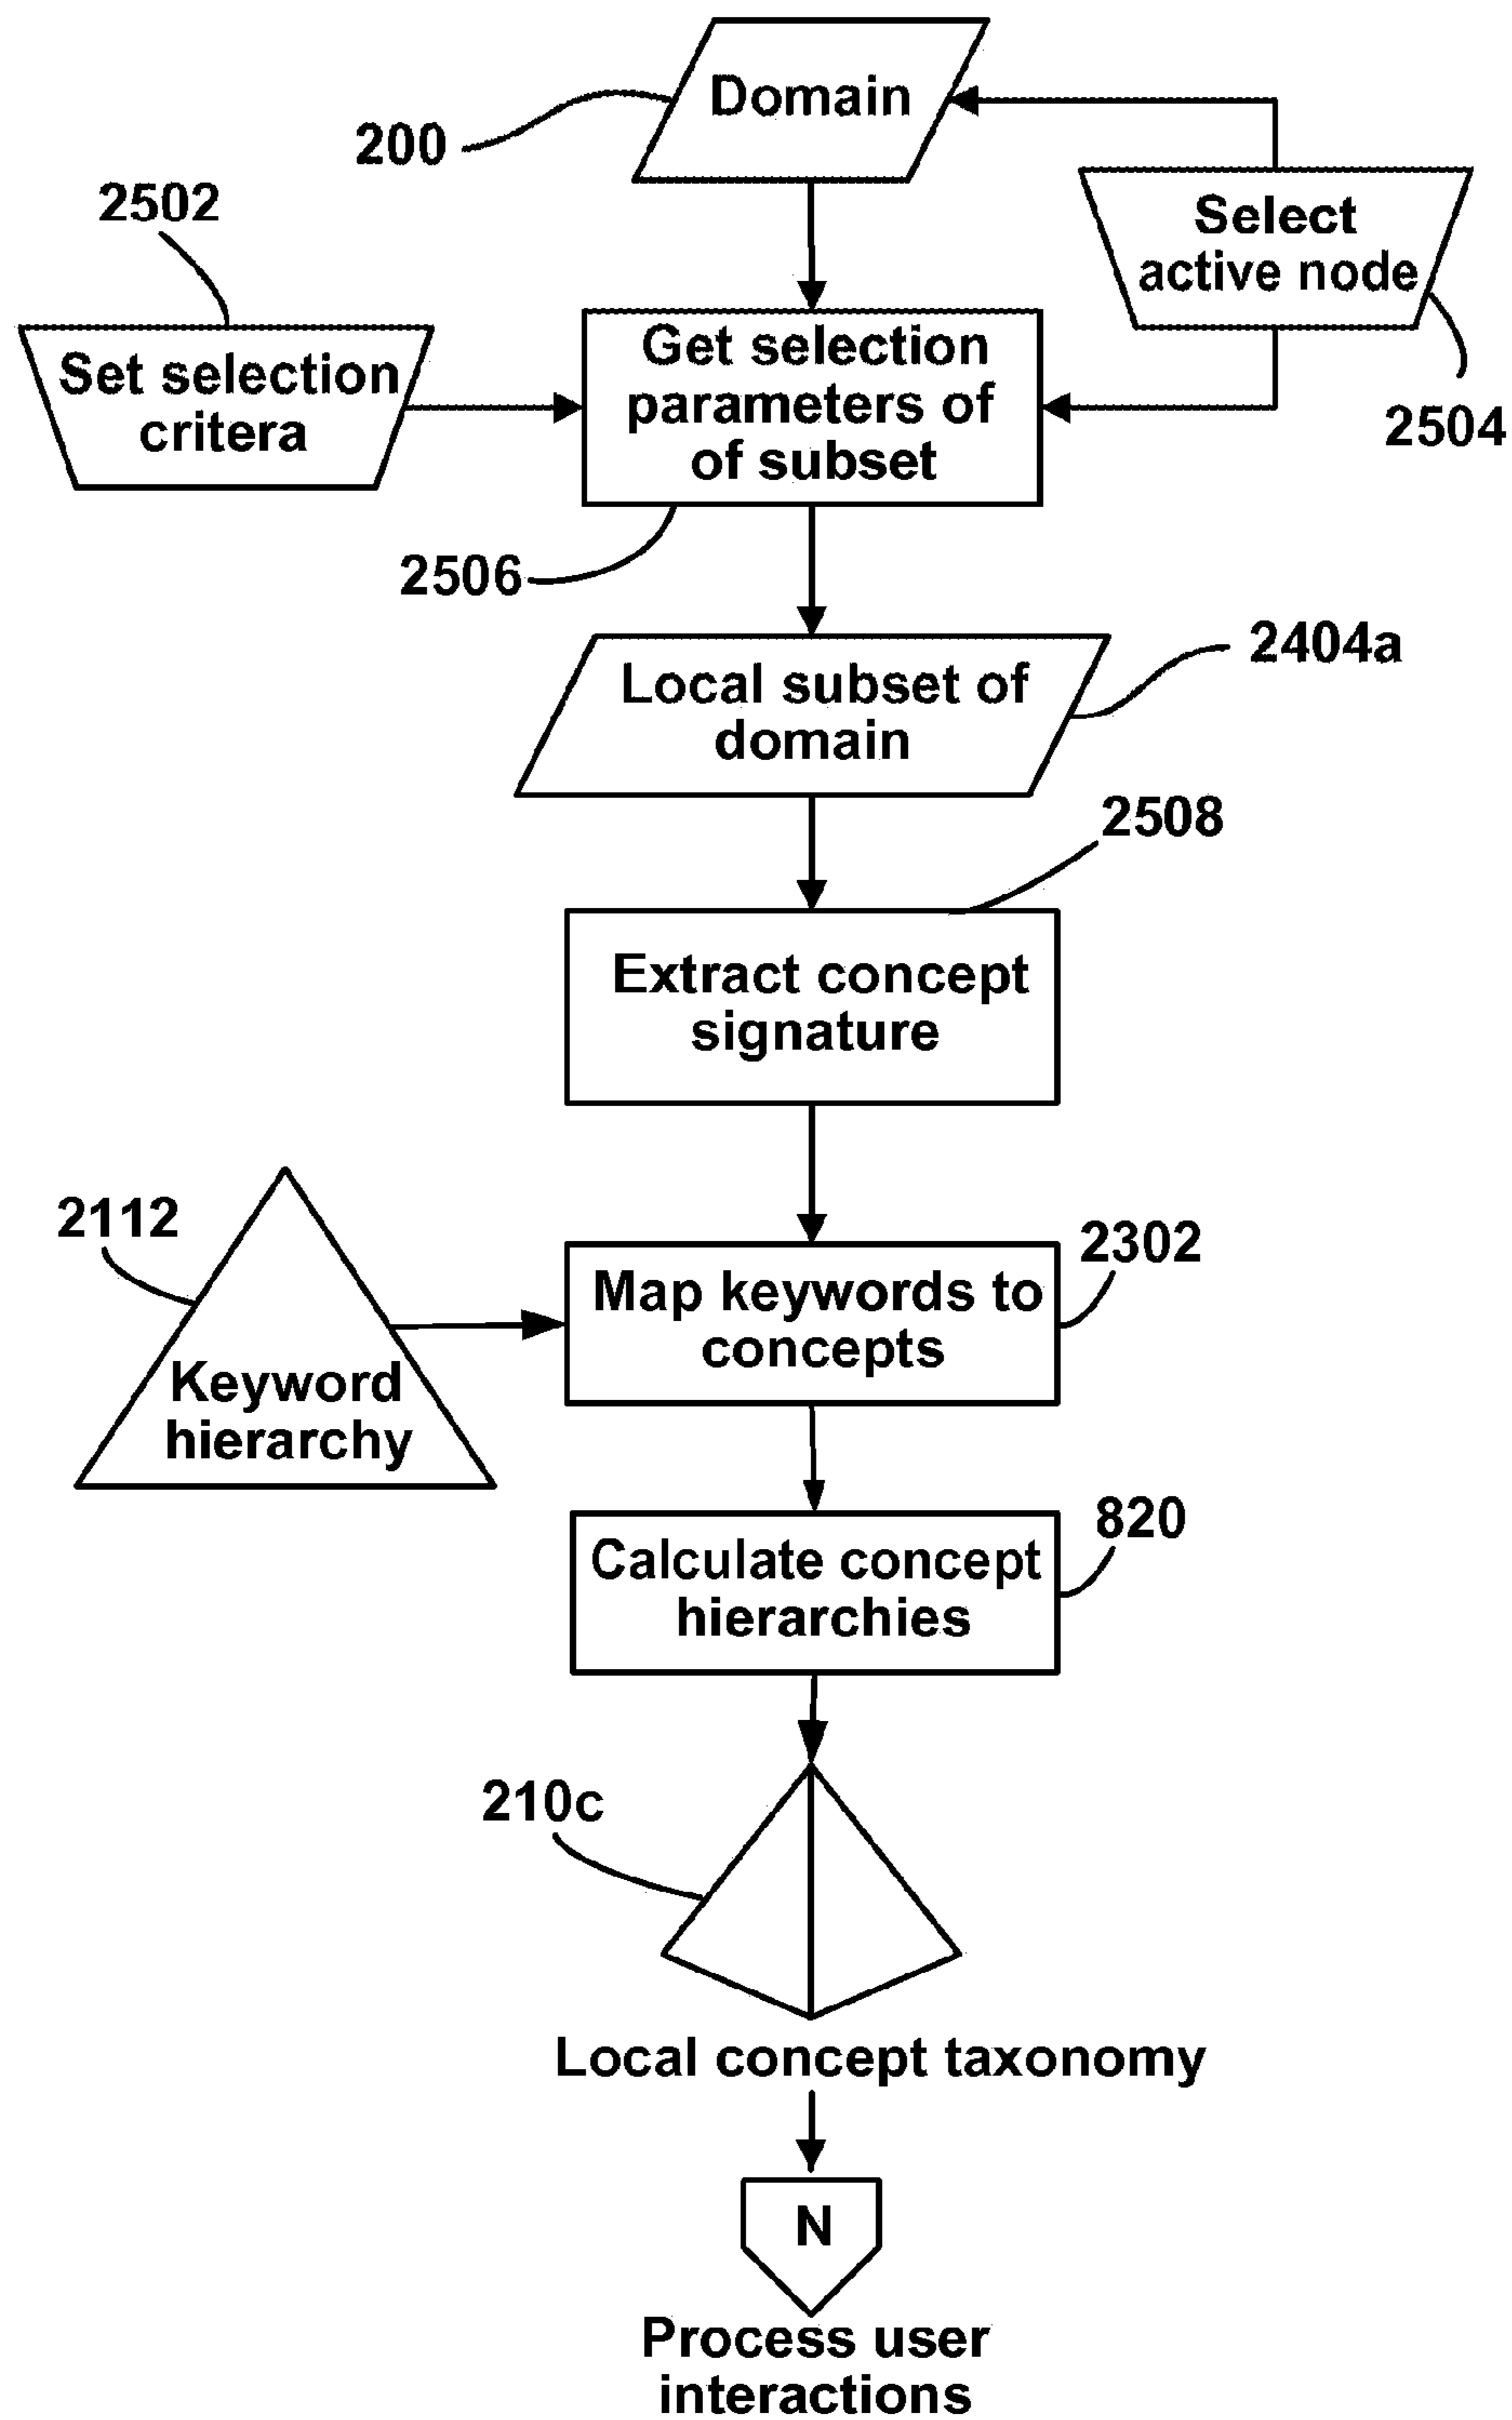 Domain
200
2502
Select
active node
Set selection
critera
Get selection
parameters of
of subset
2504
2506
2404a
Local subset of
domain
2508
Extract concept
signature
2112
2302
Map keywords to
concepts
Keyword
hierarchy
820
Calculate concept
hierarchies
210c
Local concept taxonomy
N
Process user
interactions